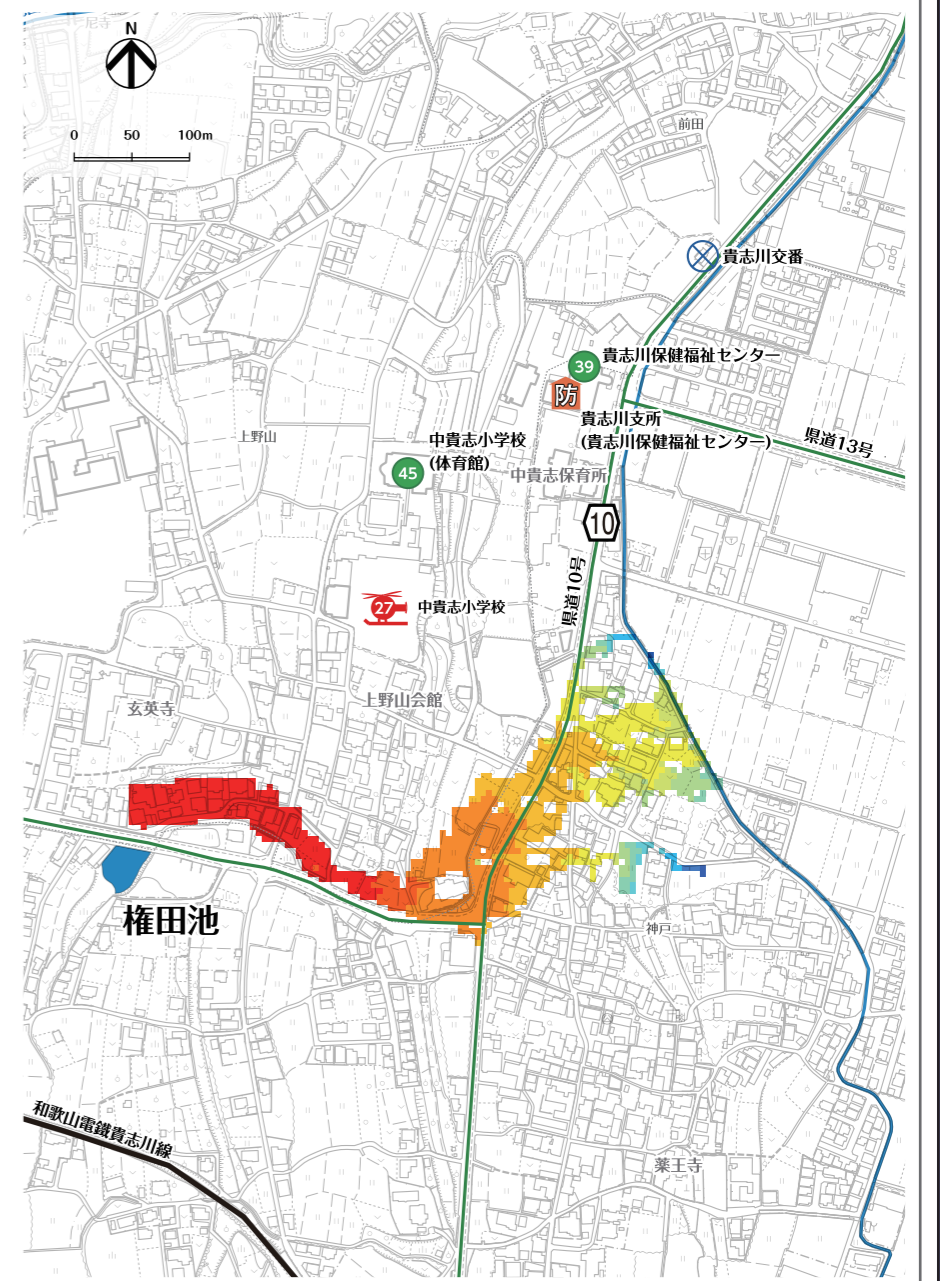 尼寺
N
0 50 100m
前田
貴志川交番
39
貴志川保健福祉センター
防
貴志川支所
(貴志川保健福祉センター)
県道13号
上野山
中貴志小学校
(体育館)
45
中貴志保育所
10
県道10号
27
中貴志小学校
上野山会館
玄英寺
権田池
神戸
和歌山電鐵貴志川線
薬王寺